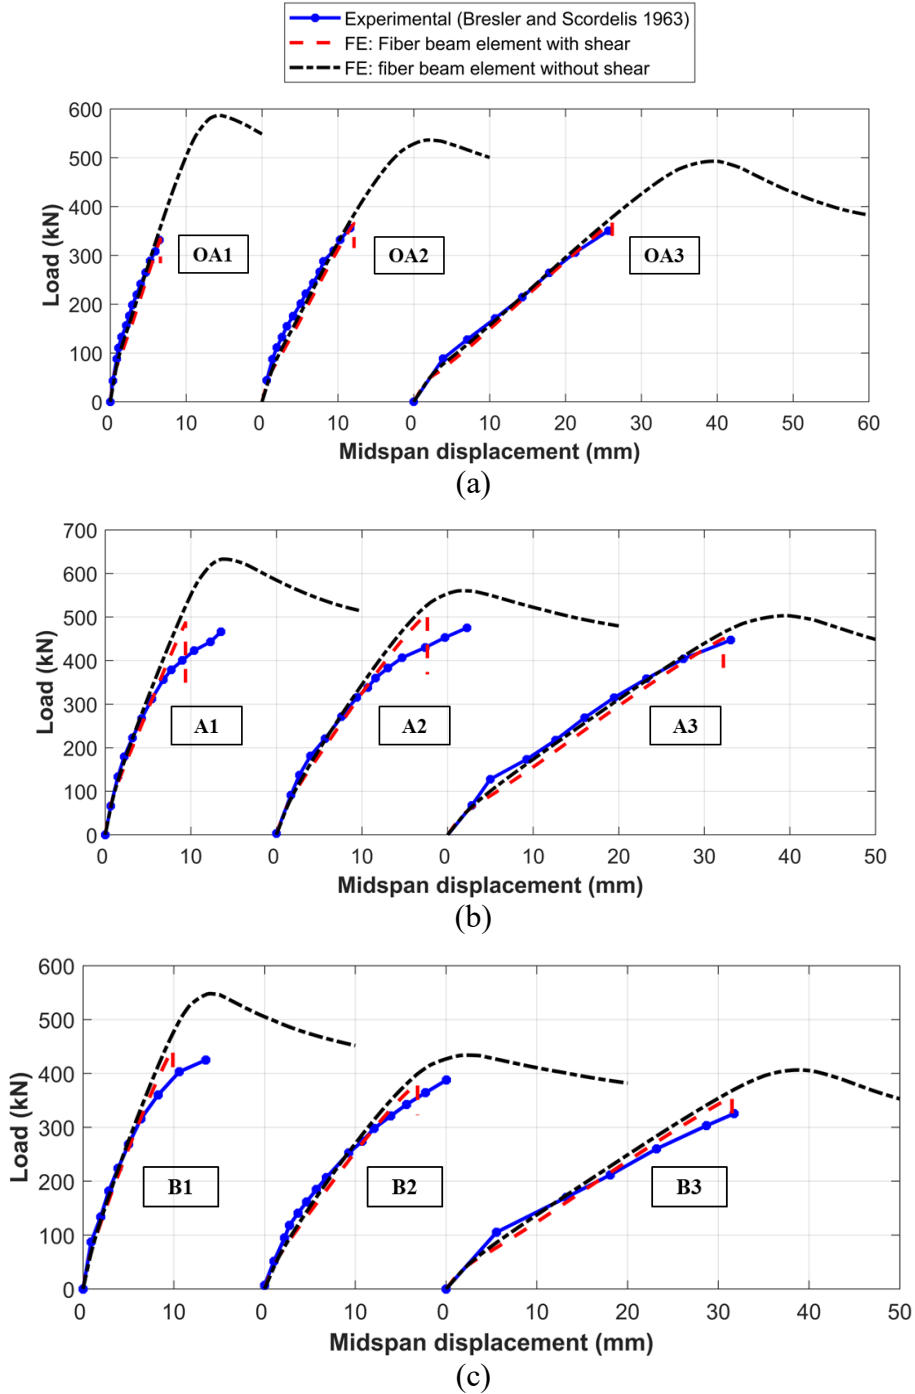 Experimental (Bresler and Scordelis 1963)
FE: Fiber beam element with shear
FE: fiber beam element without shear
600
500
400
300
200
100
0
Load (kN)
OA1
OA2
OA3
0 10 0 10 0 10 20 30 40 50 60
Midspan displacement (mm)
(a)
700
600
500
400
300
200
100
0
Load (kN)
A1
A2
A3
0 10 0 10 0 10 20 30 40 50
Midspan displacement (mm)
(b)
600
500
400
300
200
100
0
Load (kN)
B1
B2
B3
0 10 0 10 0 10 20 30 40 50
Midspan displacement (mm)
(c)